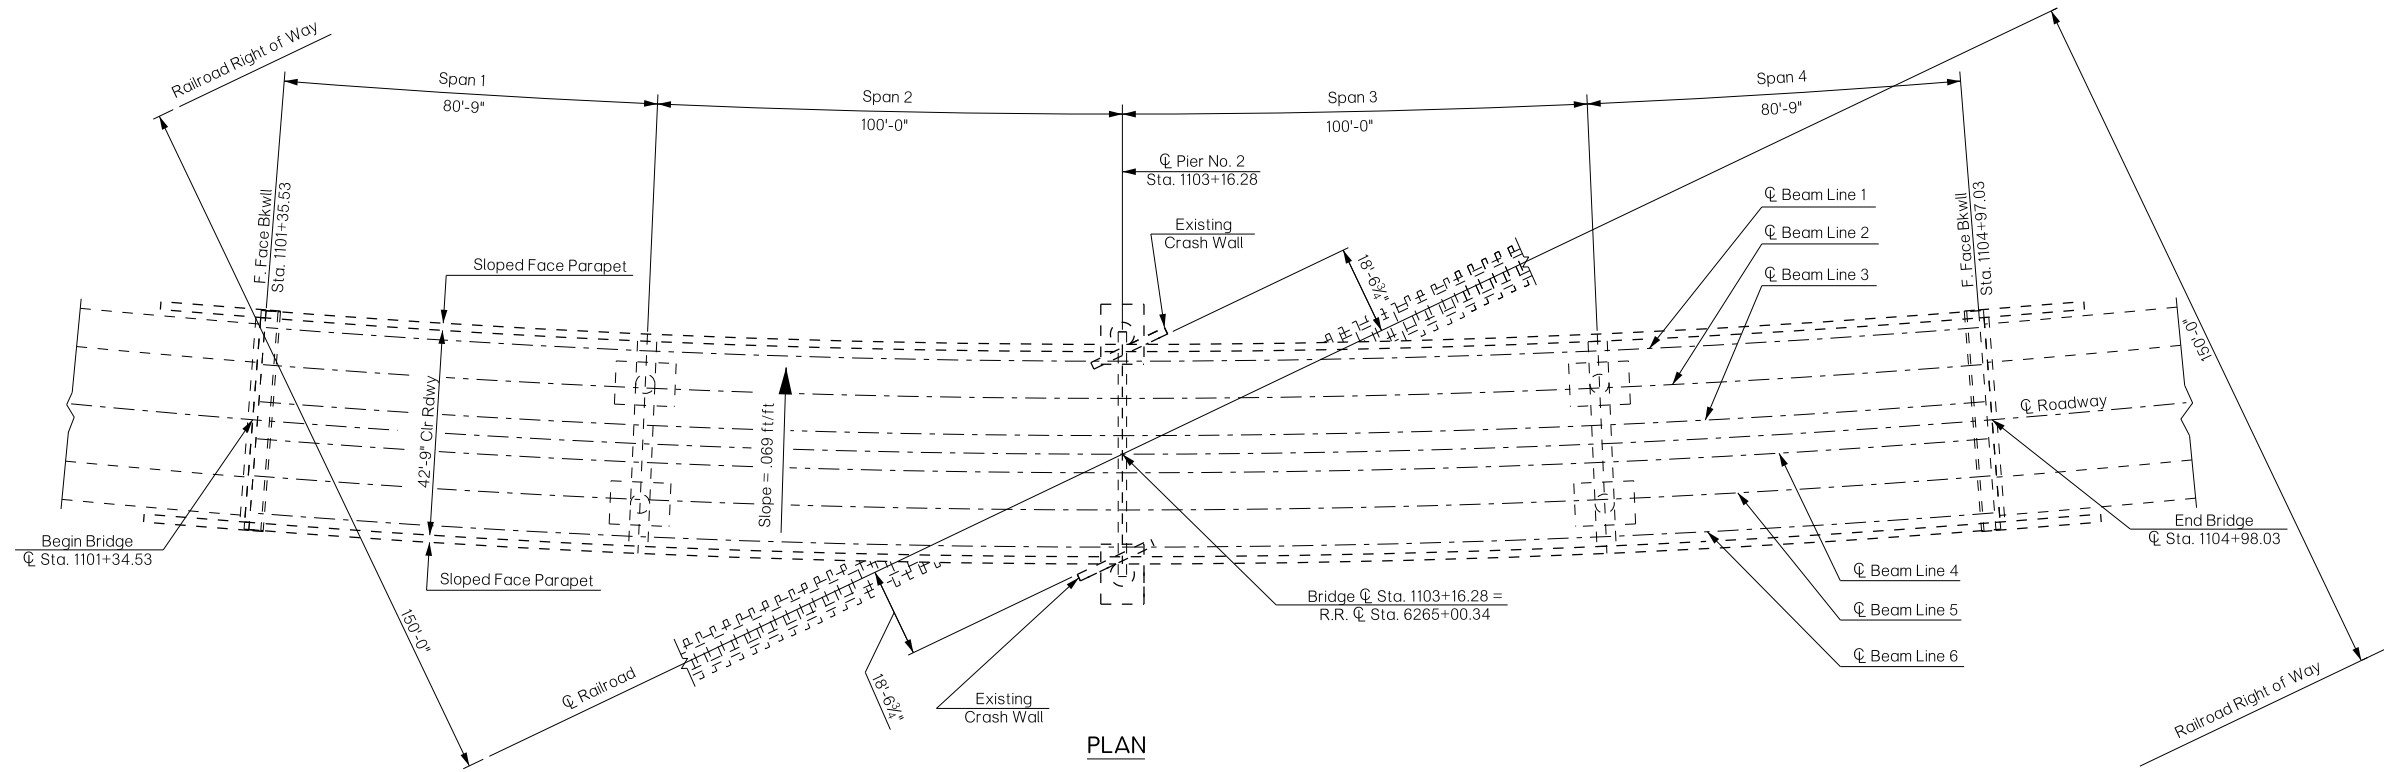 Railroad Right of Way
Span 1
80'-9"
Span 2
100'-0"
Span 3
100'-0"
Span 4
80'-9"
℄ Pier No. 2
Sta. 1103+16.28
F. Face Bkwll
Sta. 1101+35.53
Existing
Crash Wall
18'-6¾"
℄ Beam Line 1
℄ Beam Line 2
℄ Beam Line 3
F. Face Bkwll
Sta. 1104+97.03
150'-0"
Sloped Face Parapet
42'-9" Clr Rdwy
Slope = .069 ft/ft
℄ Roadway
Begin Bridge
℄ Sta. 1101+34.53
Sloped Face Parapet
150'-0"
End Bridge
℄ Sta. 1104+98.03
℄ Beam Line 4
℄ Beam Line 5
℄ Beam Line 6
Bridge ℄ Sta. 1103+16.28 =
R.R. ℄ Sta. 6265+00.34
℄ Railroad
18'-6¾"
Existing
Crash Wall
Railroad Right of Way
PLAN